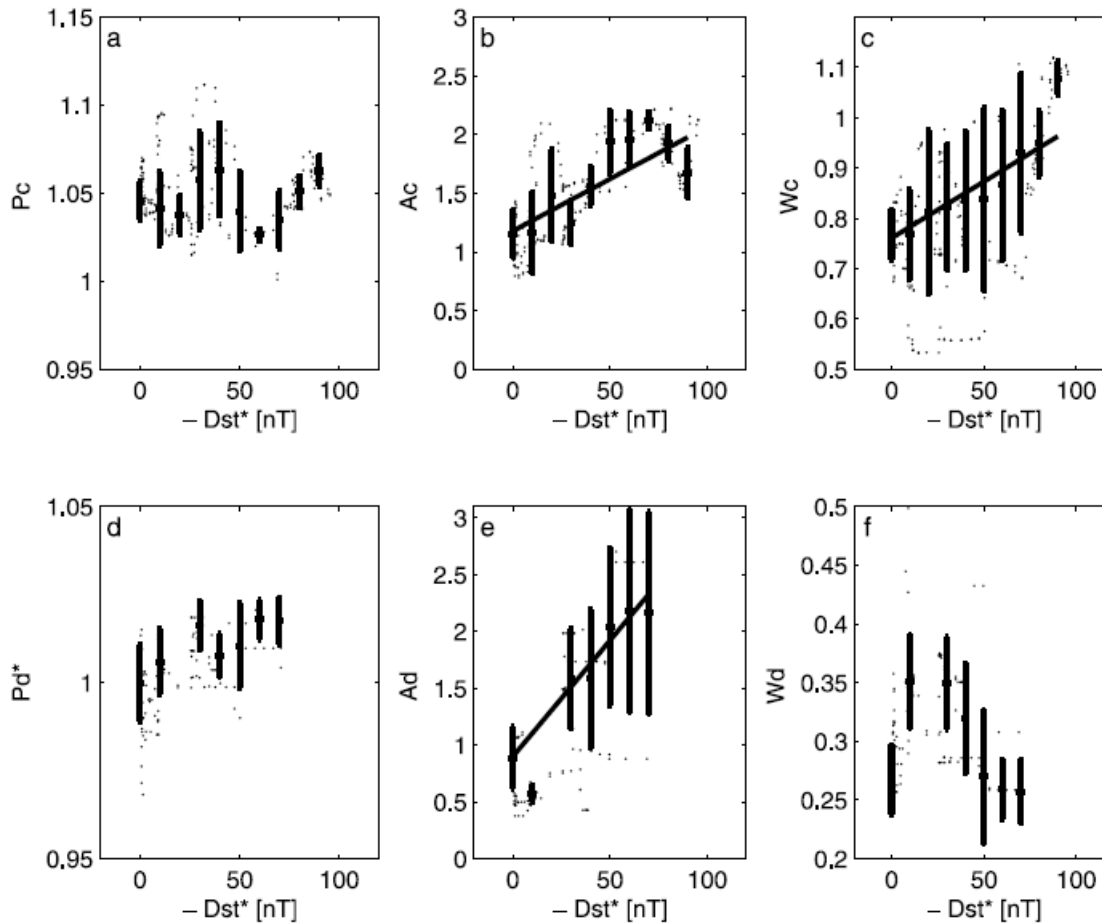 a
1.15
1.1
1.05
1
0.95
Pc
0 50 100
– Dst* [nT]
b
3
2.5
2
1.5
1
0.5
0
Ac
0 50 100
– Dst* [nT]
c
1.1
1
0.9
0.8
0.7
0.6
0.5
Wc
0 50 100
– Dst* [nT]
d
1.05
1
0.95
Pd*
0 50 100
– Dst* [nT]
e
3
2.5
2
1.5
1
0.5
0
Ad
0 50 100
– Dst* [nT]
f
0.5
0.45
0.4
0.35
0.3
0.25
0.2
Wd
0 50 100
– Dst* [nT]